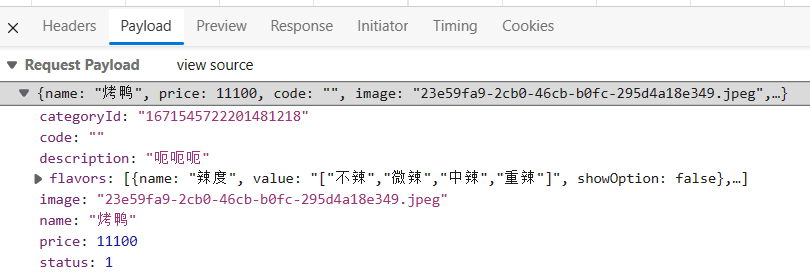 Headers Payload Preview Response Initiator Timing Cookies
Request Payload view source
{name: "烤鸭", price: 11100, code: "", image: "23e59fa9-2cb0-46cb-b0fc-295d4a18e349.jpeg",…}
categoryId: "1671545722201481218"
code: ""
description: "呃呃呃"
flavors: [{name: "辣度", value: "["不辣","微辣","中辣","重辣"]", showOption: false},…]
image: "23e59fa9-2cb0-46cb-b0fc-295d4a18e349.jpeg"
name: "烤鸭"
price: 11100
status: 1